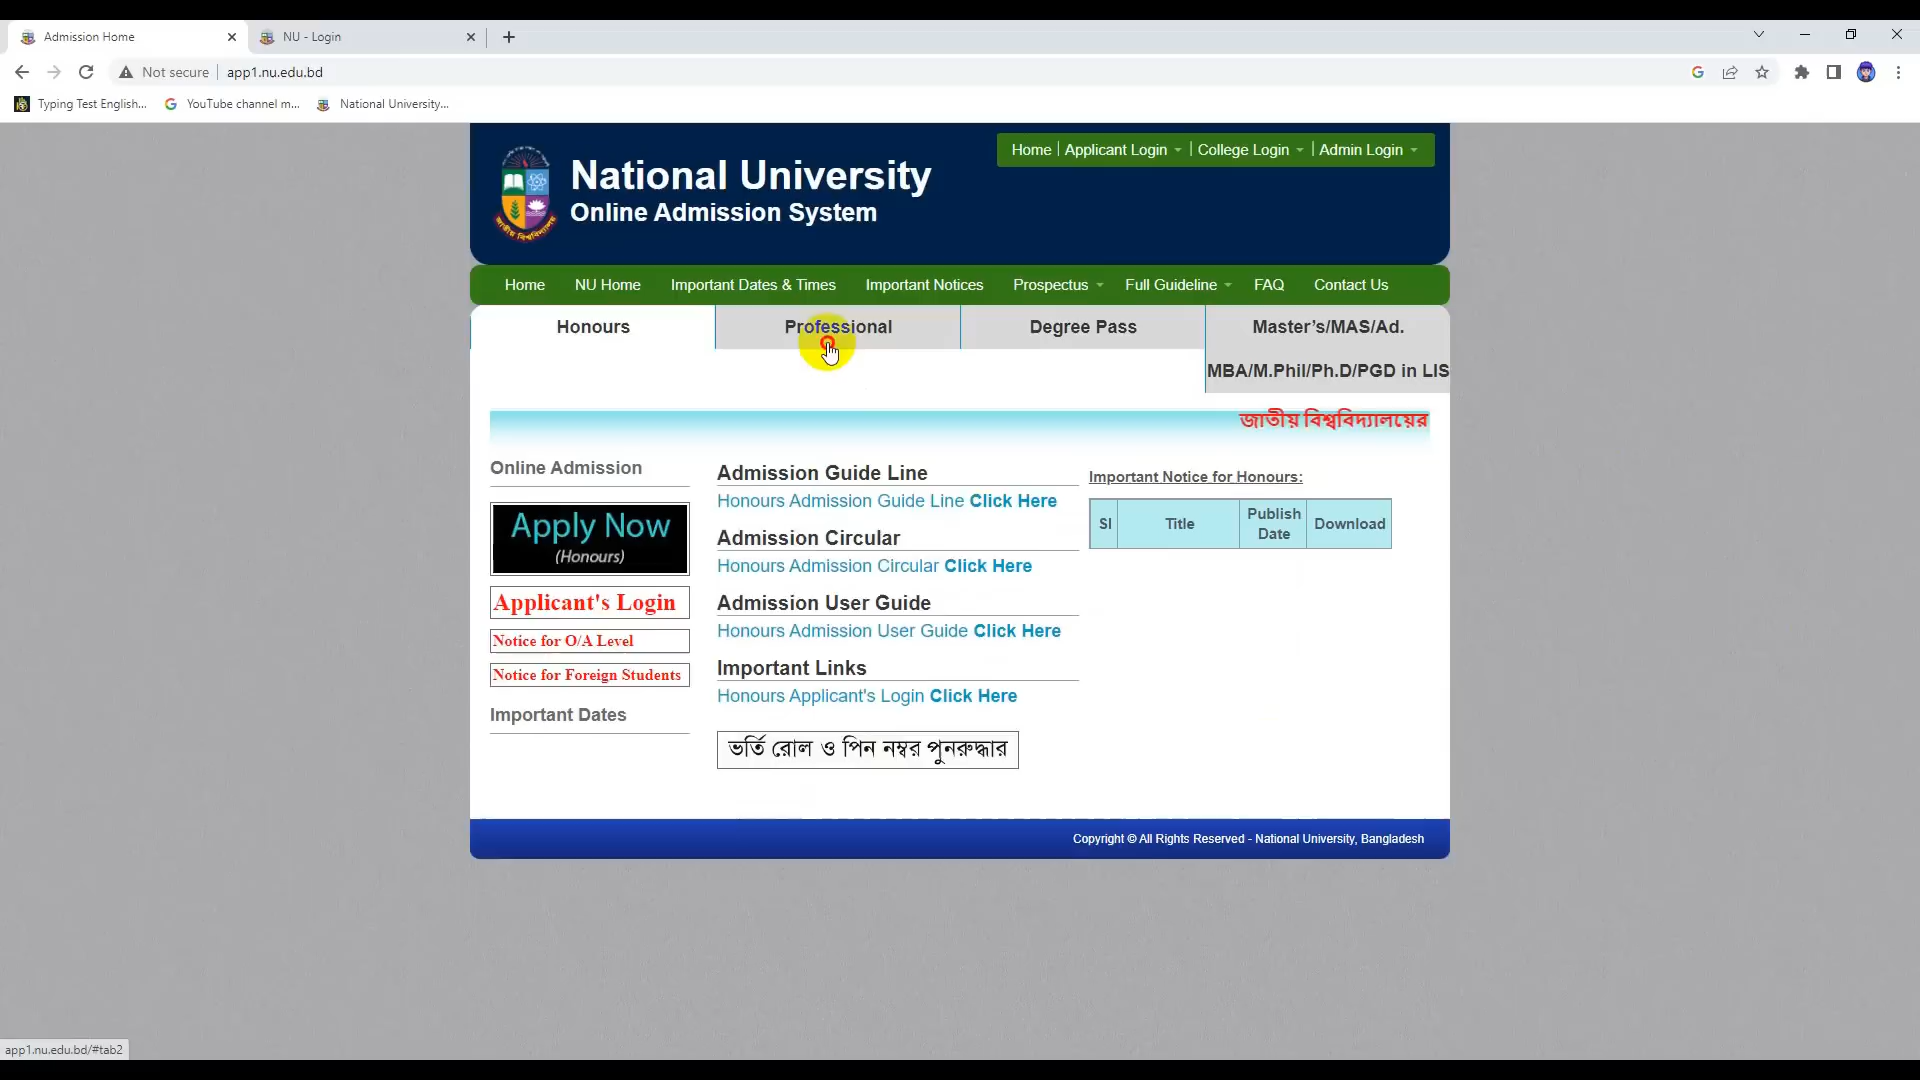 Admission Home
NU - Login
Not secure
app1.nu.edu.bd
Typing Test English...
YouTube channel m...
National University...
Home
Applicant Login
College Login
Admin Login
National University
Online Admission System
Home
NU Home
Important Dates & Times
Important Notices
Prospectus
Full Guideline
FAQ
Contact Us
Honours
Professional
Degree Pass
Master's/MAS/Ad.
MBA/M.Phil/Ph.D/PGD in LIS
জাতীয় বিশ্ববিদ্যালয়ের
Online Admission
Apply Now
(Honours)
Applicant's Login
Notice for O/A Level
Notice for Foreign Students
Important Dates
Admission Guide Line
Honours Admission Guide Line Click Here
Admission Circular
Honours Admission Circular Click Here
Admission User Guide
Honours Admission User Guide Click Here
Important Links
Honours Applicant's Login Click Here
ভর্তি রোল ও পিন নম্বর পুনরুদ্ধার
Important Notice for Honours:
Sl
Title
Publish Date
Download
Copyright © All Rights Reserved - National University, Bangladesh
app1.nu.edu.bd/#tab2